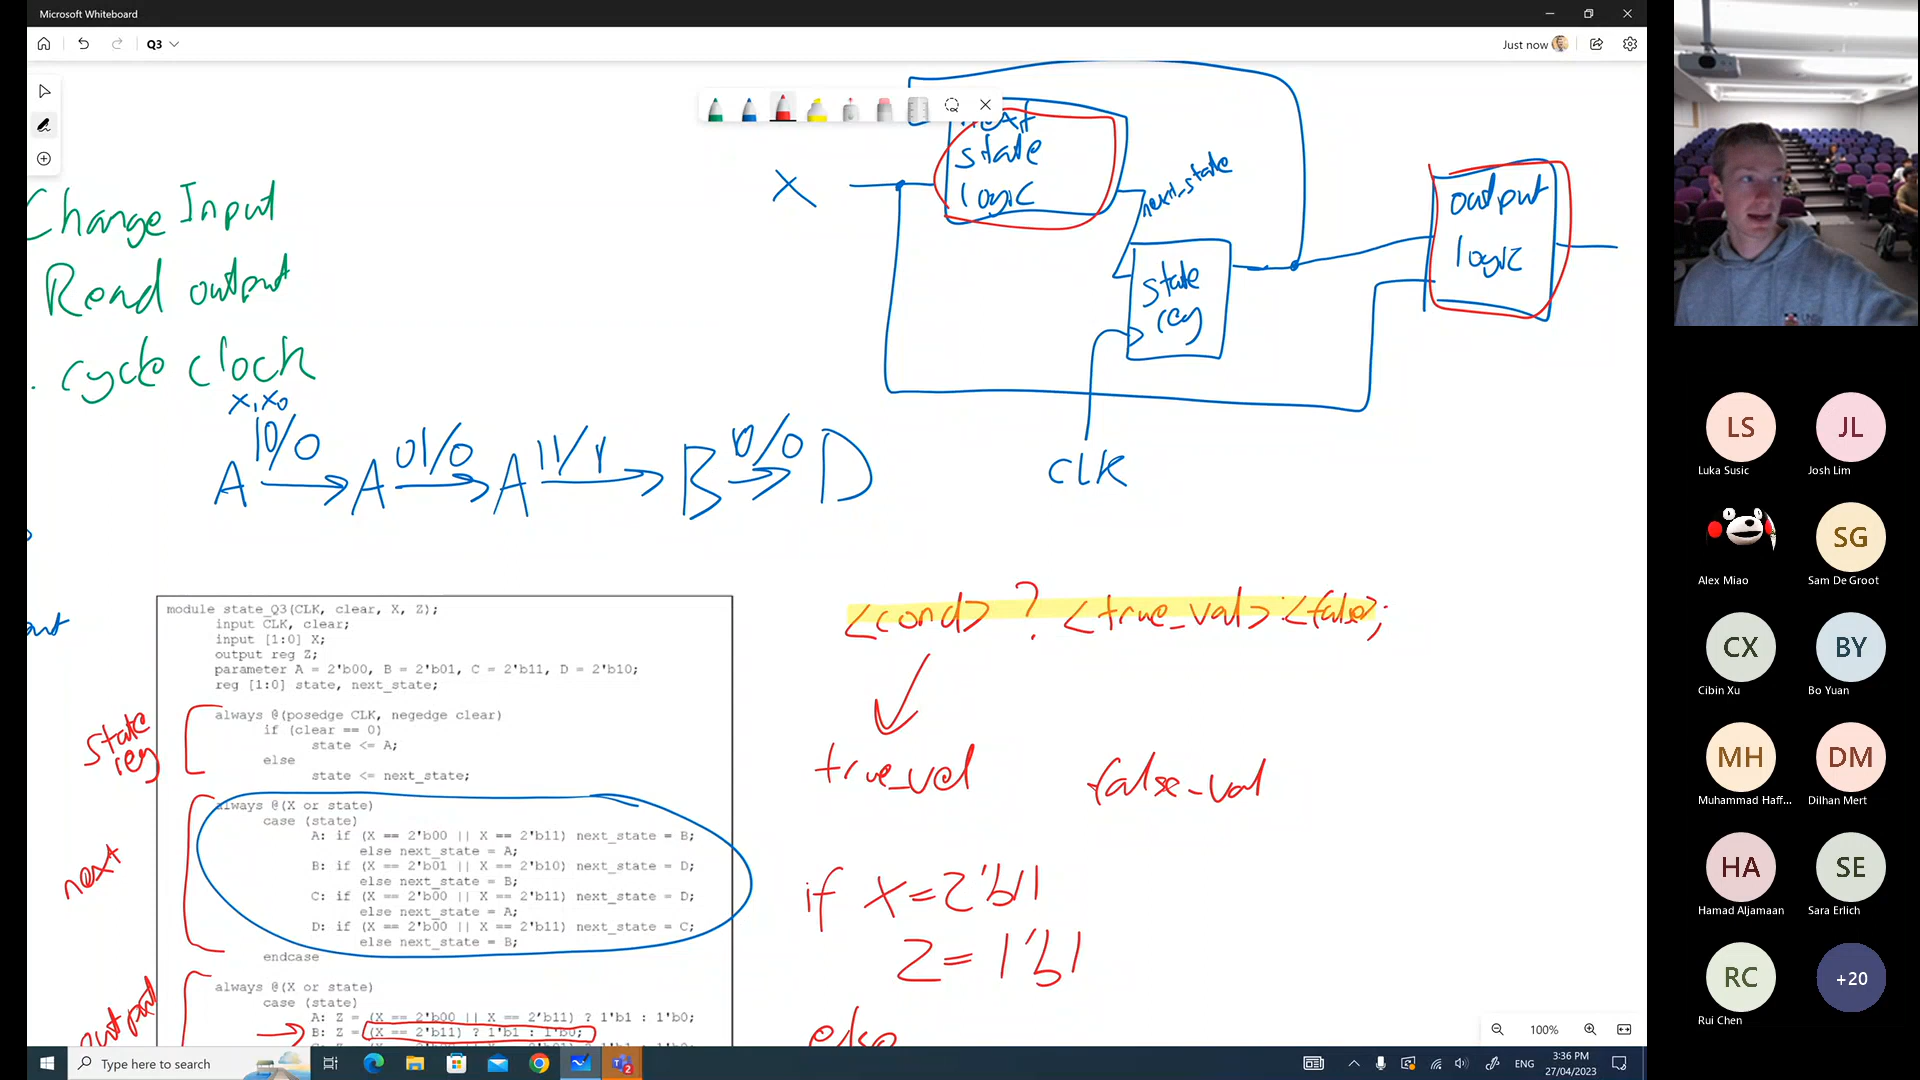 Microsoft Whiteboard
Q3
Just now
Change Input
Read output
. cycle clock
X1X0
10/0 01/0 11/1 10/0
A A A B D
X
next
state
logic
next_state
state
reg
CLK
output
logic
<cond> ? <true_val> : <false>;
true_val false_val
if X=2'b11
Z=1'b1
else
module state_Q3(CLK, clear, X, Z);
input CLK, clear;
input [1:0] X;
output reg Z;
parameter A = 2'b00, B = 2'b01, C = 2'b11, D = 2'b10;
reg [1:0] state, next_state;
state
reg
always @(posedge CLK, negedge clear)
if (clear == 0)
state <= A;
else
state <= next_state;
next
always @(X or state)
case (state)
A: if (X == 2'b00 || X == 2'b11) next_state = B;
else next_state = A;
B: if (X == 2'b01 || X == 2'b10) next_state = D;
else next_state = B;
C: if (X == 2'b00 || X == 2'b11) next_state = D;
else next_state = A;
D: if (X == 2'b00 || X == 2'b11) next_state = C;
else next_state = B;
endcase
output
always @(X or state)
case (state)
A: Z = (X == 2'b00 || X == 2'b11) ? 1'b1 : 1'b0;
B: Z = (X == 2'b11) ? 1'b1 : 1'b0;
100%
LS
Luka Susic
JL
Josh Lim
Alex Miao
SG
Sam De Groot
CX
Cibin Xu
BY
Bo Yuan
MH
Muhammad Haff...
DM
Dilhan Mert
HA
Hamad Aljamaan
SE
Sara Erlich
RC
Rui Chen
+20
Type here to search
ENG
3:36 PM
27/04/2023